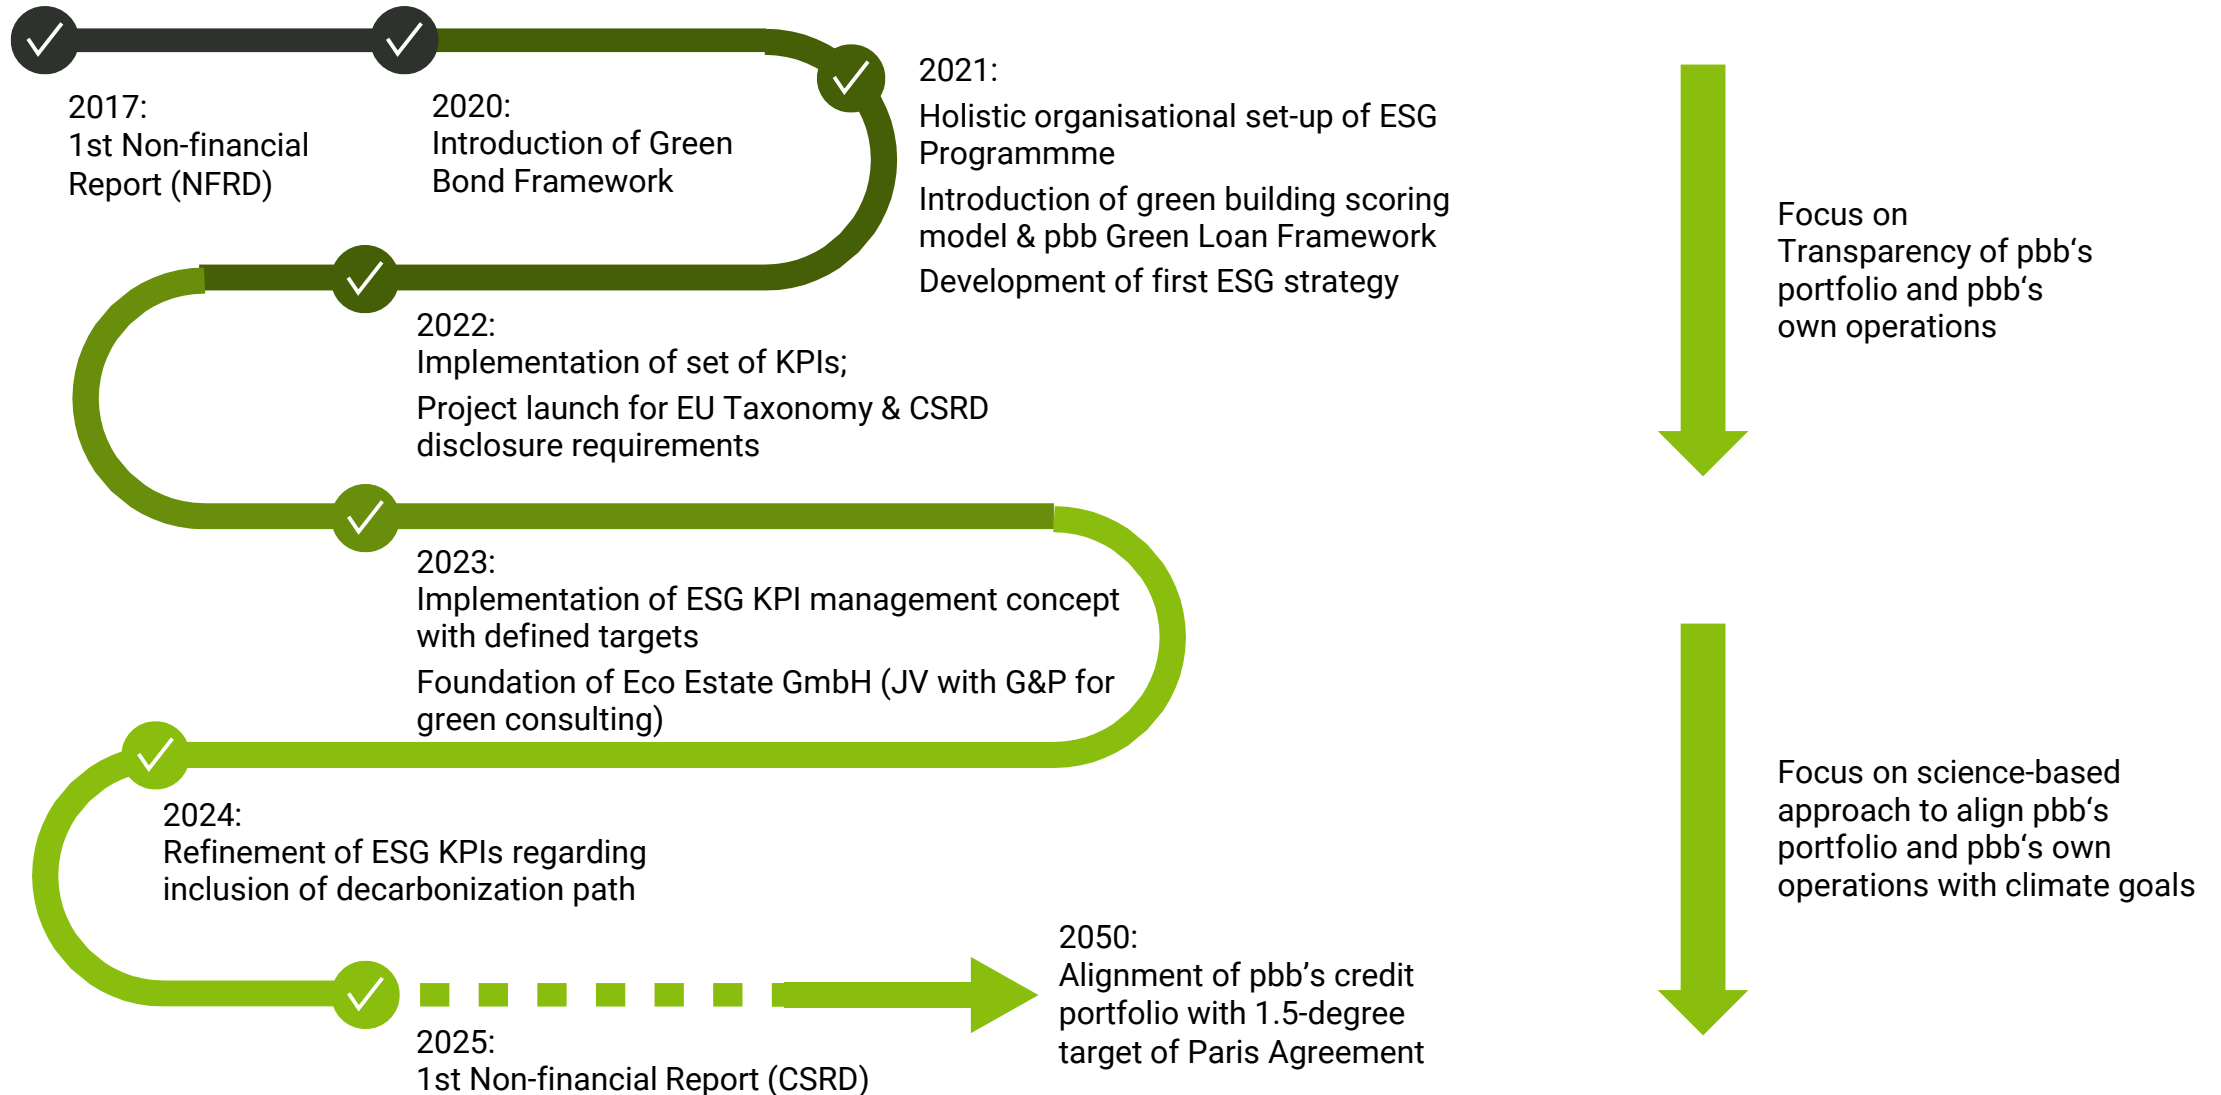 2017:
1st Non-financial
Report (NFRD)
2020:
Introduction of Green
Bond Framework
2021:
Holistic organisational set-up of ESG
Programmme
Introduction of green building scoring
model & pbb Green Loan Framework
Development of first ESG strategy
2022:
Implementation of set of KPIs;
Project launch for EU Taxonomy & CSRD
disclosure requirements
2023:
Implementation of ESG KPI management concept
with defined targets
Foundation of Eco Estate GmbH (JV with G&P for
green consulting)
2024:
Refinement of ESG KPIs regarding
inclusion of decarbonization path
2025:
1st Non-financial Report (CSRD)
2050:
Alignment of pbb’s credit
portfolio with 1.5-degree
target of Paris Agreement
Focus on
Transparency of pbb‘s
portfolio and pbb‘s
own operations
Focus on science-based
approach to align pbb‘s
portfolio and pbb‘s own
operations with climate goals